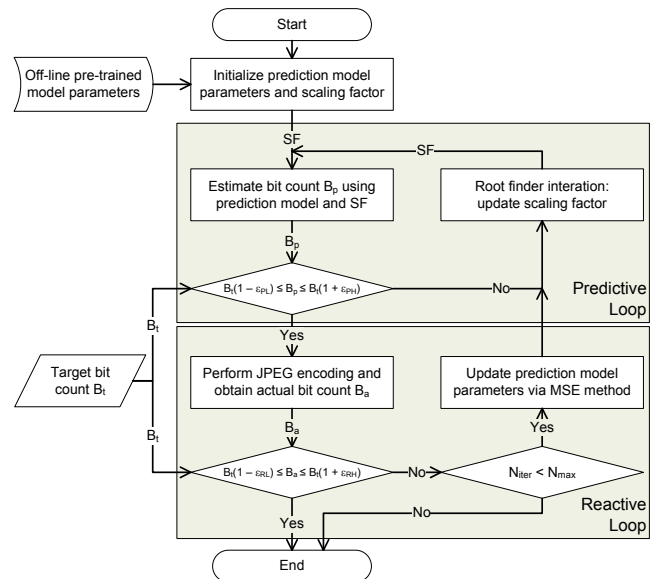 Start
Off-line pre-trained
model parameters
Initialize prediction model
parameters and scaling factor
SF
SF
Estimate bit count Bp using
prediction model and SF
Root finder interation:
update scaling factor
Bp
Bt(1 − εPL) ≤ Bp ≤ Bt(1 + εPH)
No
Predictive
Loop
Bt
Yes
Target bit
count Bt
Perform JPEG encoding and
obtain actual bit count Ba
Update prediction model
parameters via MSE method
Bt
Ba
Yes
Bt(1 − εRL) ≤ Ba ≤ Bt(1 + εRH)
No
Niter < Nmax
Yes
No
Reactive
Loop
End